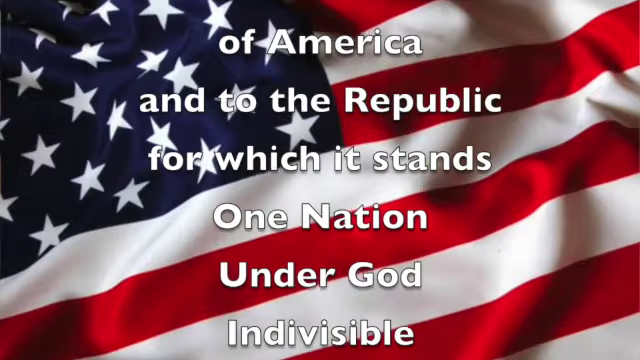 of America
and to the Republic
for which it stands
One Nation
Under God
Indivisible